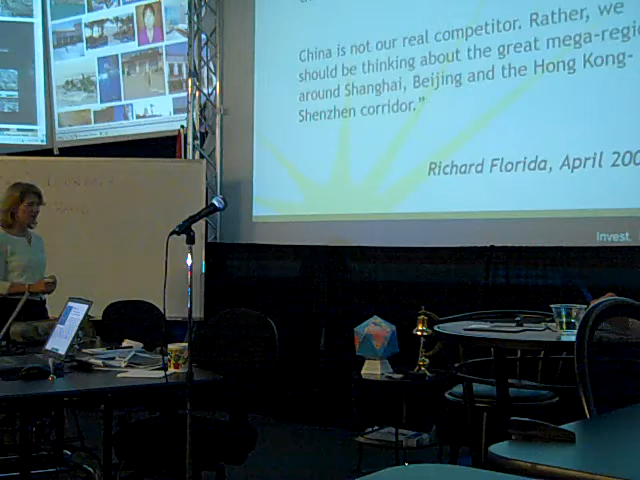 China is not our real competitor. Rather, we
should be thinking about the great mega-regio
around Shanghai, Beijing and the Hong Kong-
Shenzhen corridor."
Richard Florida, April 200
Invest.